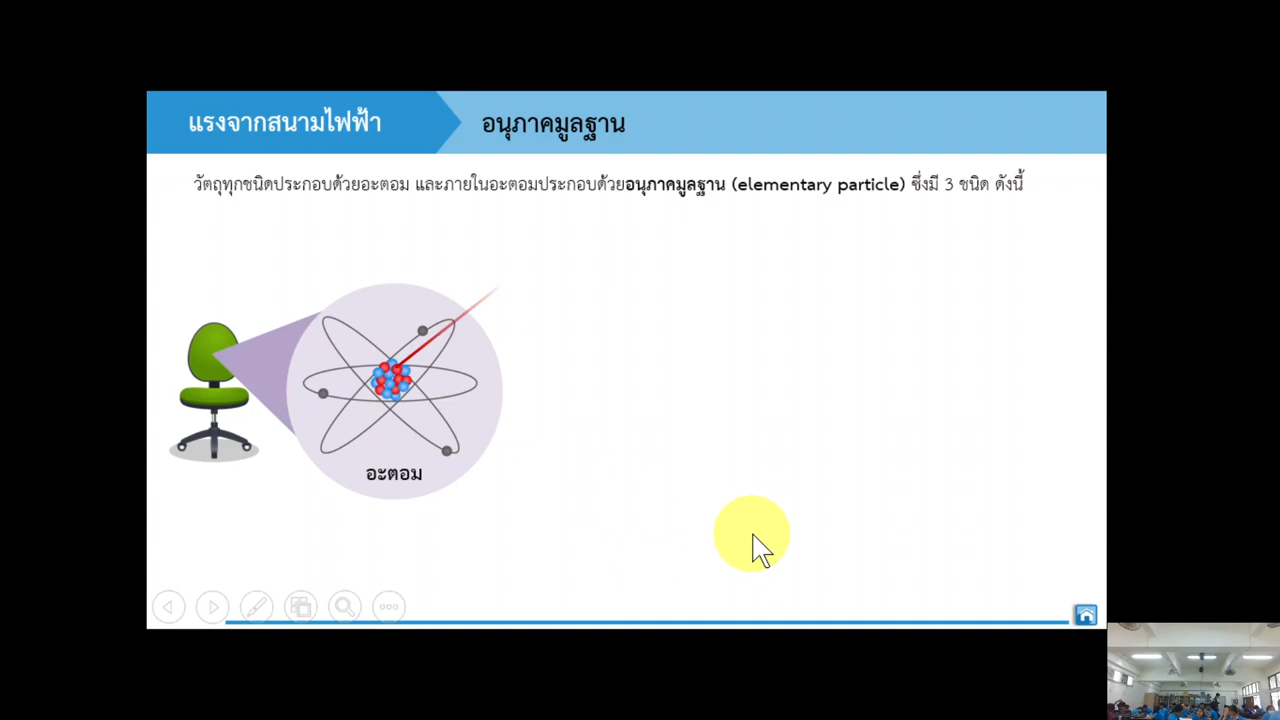 แรงจากสนามไฟฟ้า
อนุภาคมูลฐาน
วัตถุทุกชนิดประกอบด้วยอะตอม และภายในอะตอมประกอบด้วยอนุภาคมูลฐาน (elementary particle) ซึ่งมี 3 ชนิด ดังนี้
อะตอม